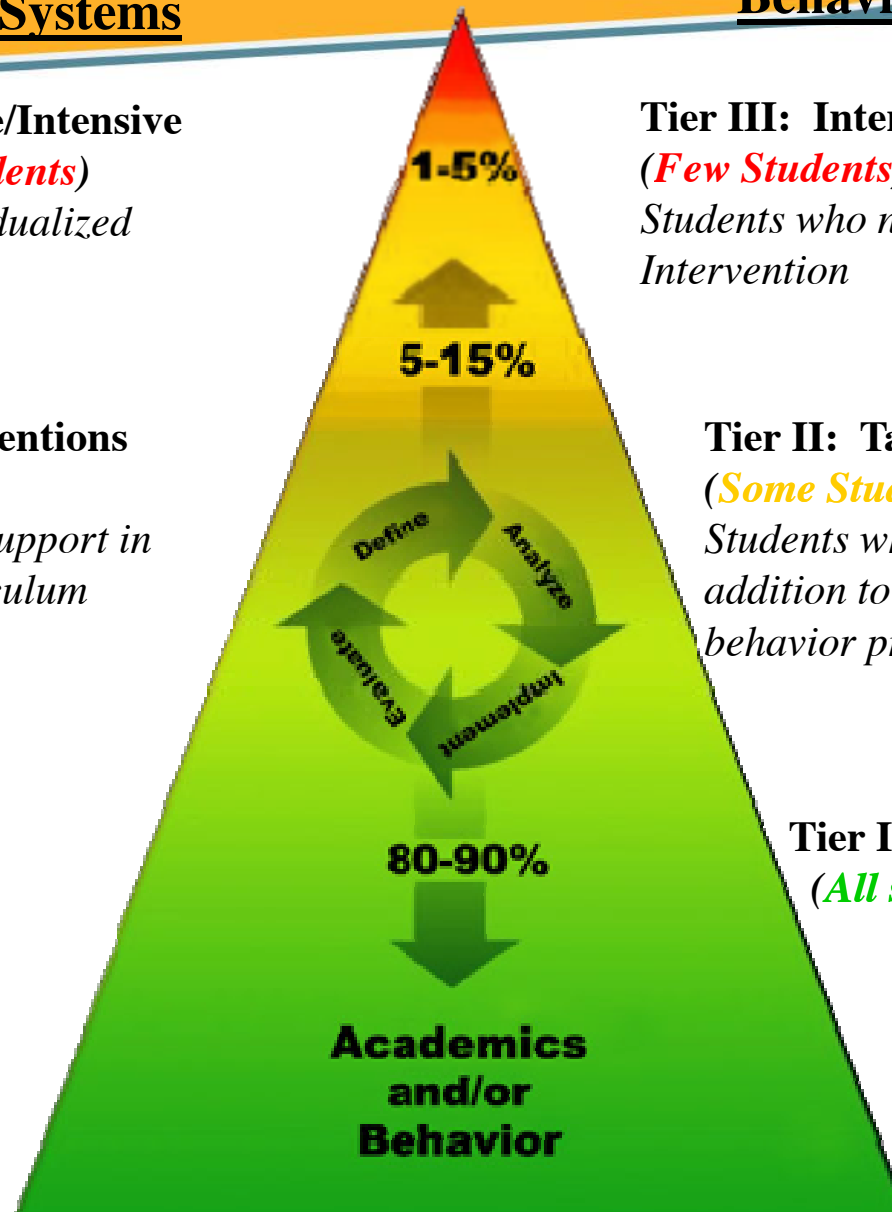 Systems
e/Intensive
dents)
dualized
entions
upport in
culum
1-5%
5-15%
Define
Analyze
Implement
Evaluate
80-90%
Academics
and/or
Behavior
Behavi
Tier III: Inter
(Few Students
Students who n
Intervention
Tier II: Ta
(Some Stud
Students wh
addition to
behavior pr
Tier I
(All s